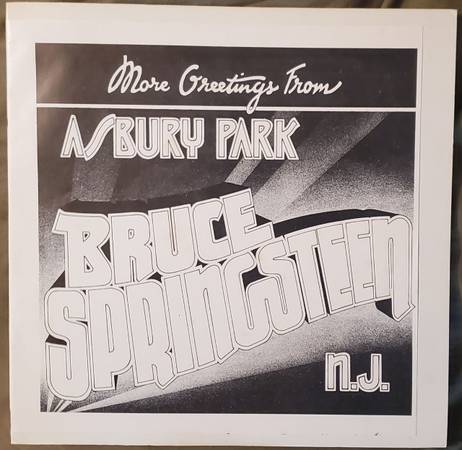 More Greetings From
ASBURY PARK
BRUCE
SPRINGSTEEN
N.J.